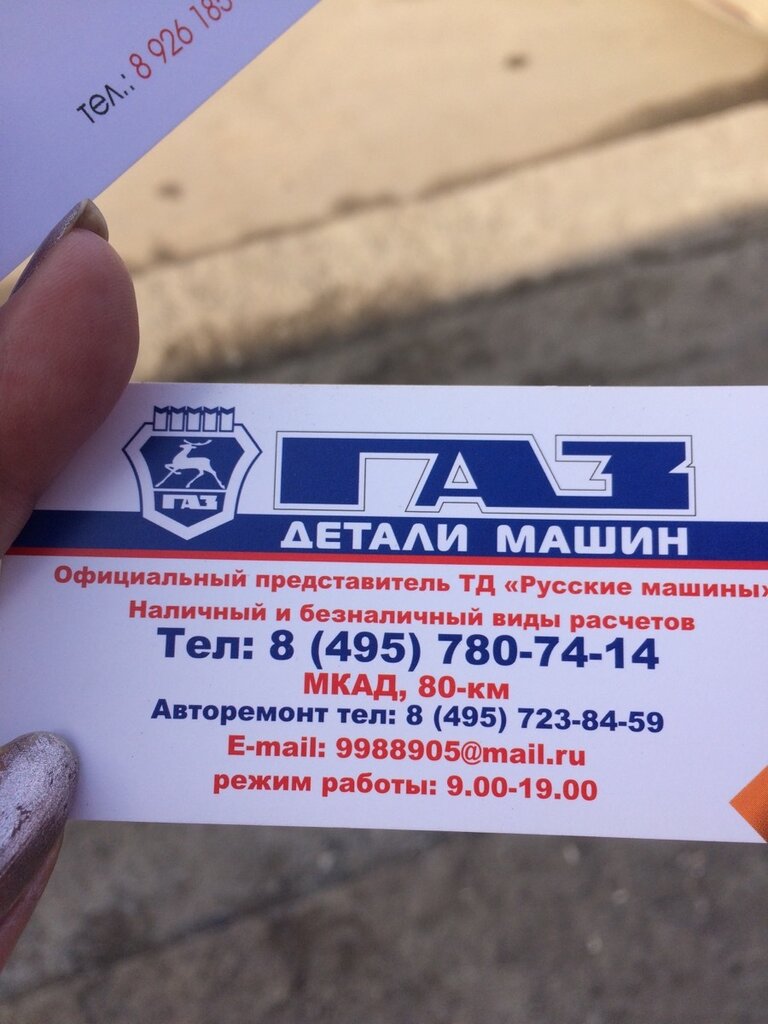 тел.: 8 926 185
ГАЗ
ГАЗ
ДЕТАЛИ МАШИН
Официальный представитель ТД «Русские машины»
Наличный и безналичный виды расчетов
Тел: 8 (495) 780-74-14
МКАД, 80-км
Авторемонт тел: 8 (495) 723-84-59
E-mail: 9988905@mail.ru
режим работы: 9.00-19.00